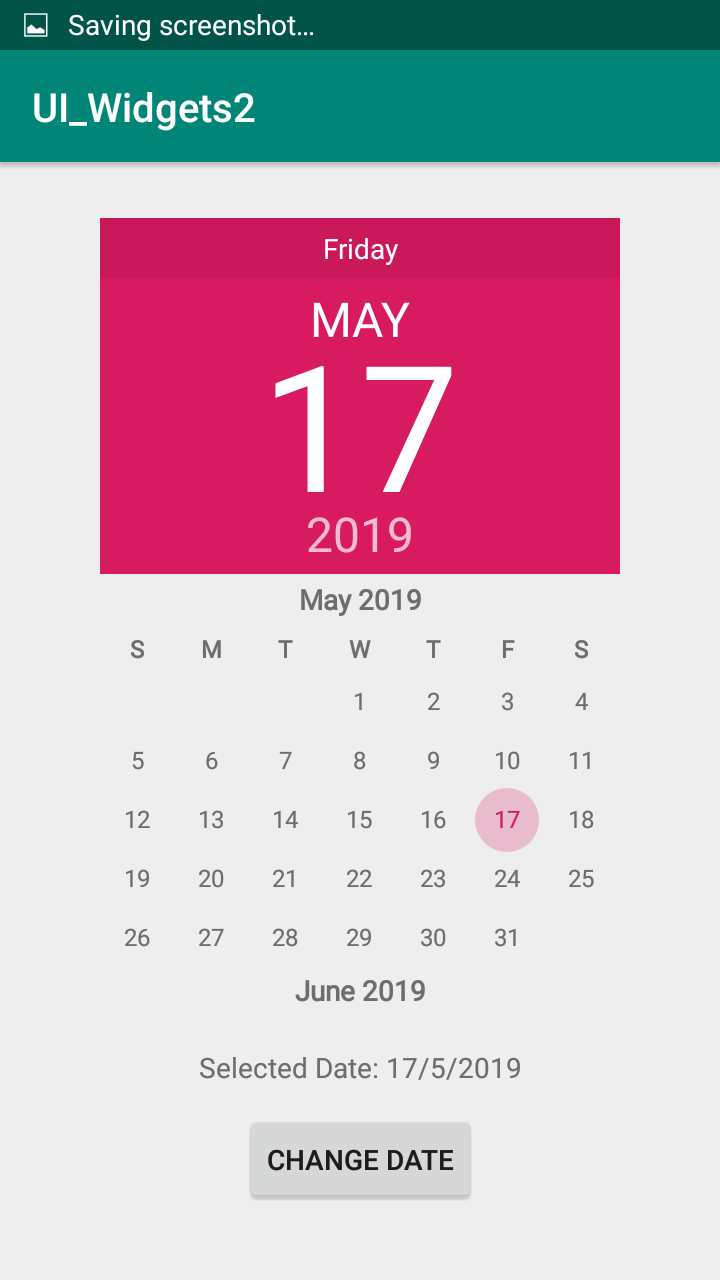 Saving screenshot...
UI_Widgets2
Friday
MAY
17
2019
May 2019
S M T W T F S
1 2 3 4
5 6 7 8 9 10 11
12 13 14 15 16 17 18
19 20 21 22 23 24 25
26 27 28 29 30 31
June 2019
Selected Date: 17/5/2019
CHANGE DATE